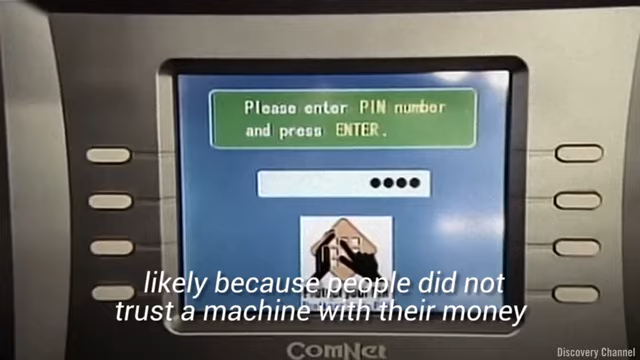 Please enter PIN number
and press ENTER.
likely because people did not
trust a machine with their money
ComNet
Discovery Channel